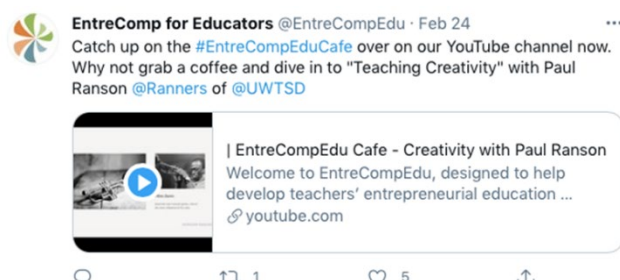 EntreComp for Educators @EntreCompEdu · Feb 24
Catch up on the #EntreCompEduCafe over on our YouTube channel now.
Why not grab a coffee and dive in to "Teaching Creativity" with Paul
Ranson @Ranners of @UWTSD
| EntreCompEdu Cafe - Creativity with Paul Ranson
Welcome to EntreCompEdu, designed to help
develop teachers’ entrepreneurial education ...
youtube.com
1 5